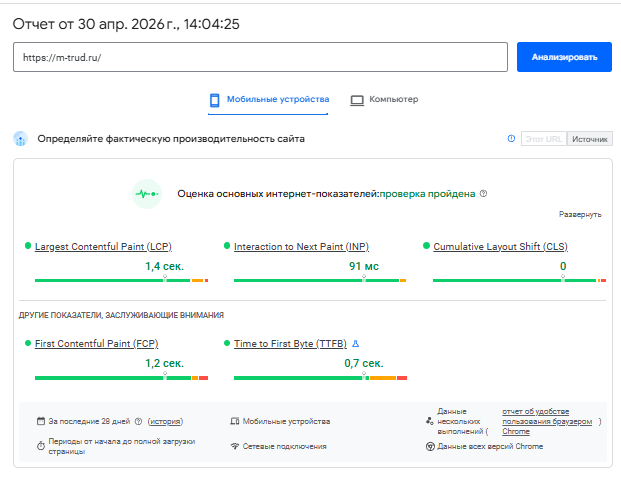 Отчет от 30 апр. 2026 г., 14:04:25
https://m-trud.ru/
Анализировать
Мобильные устройства
Компьютер
Определяйте фактическую производительность сайта
Этот URL
Источник
Оценка основных интернет-показателей:проверка пройдена
Развернуть
Largest Contentful Paint (LCP)
1,4 сек.
Interaction to Next Paint (INP)
91 мс
Cumulative Layout Shift (CLS)
0
ДРУГИЕ ПОКАЗАТЕЛИ, ЗАСЛУЖИВАЮЩИЕ ВНИМАНИЯ
First Contentful Paint (FCP)
1,2 сек.
Time to First Byte (TTFB)
0,7 сек.
За последние 28 дней (история)
Мобильные устройства
Данные
нескольких
выполнений (
отчет об удобстве
пользования браузером
Chrome
)
Периоды от начала до полной загрузки
страницы
Сетевые подключения
Данные всех версий Chrome